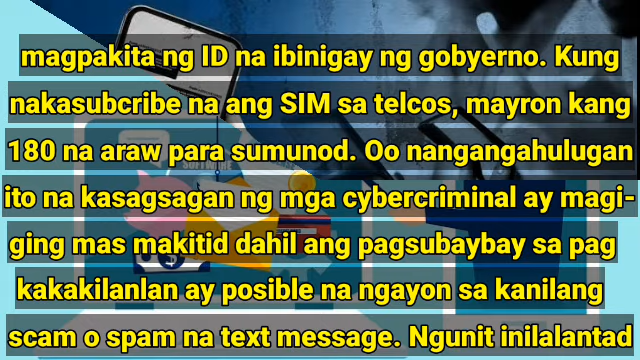 magpakita ng ID na ibinigay ng gobyerno. Kung
nakasubcribe na ang SIM sa telcos, mayron kang
180 na araw para sumunod. Oo nangangahulugan
ito na kasagsagan ng mga cybercriminal ay magi-
ging mas makitid dahil ang pagsubaybay sa pag
kakakilanlan ay posible na ngayon sa kanilang
scam o spam na text message. Ngunit inilalantad